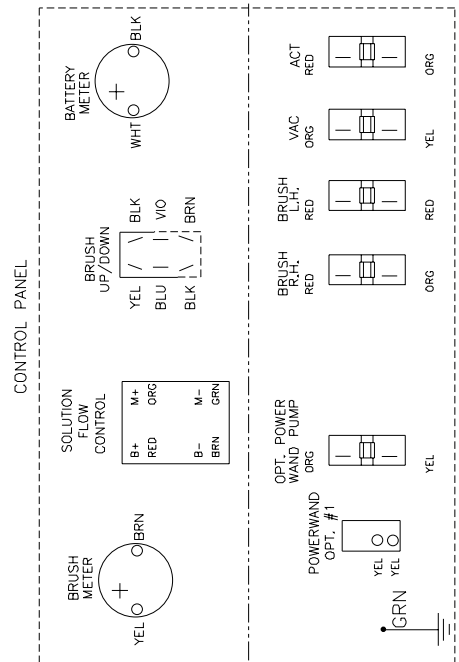 CONTROL PANEL
BATTERY
METER
BLK
WHT
BRUSH
UP/DOWN
BLK
VIO
BRN
YEL
BLU
BLK
SOLUTION
FLOW
CONTROL
B+
M+
RED
ORG
B-
M-
BRN
GRN
BRUSH
METER
BRN
YEL
ACT
RED
ORG
VAC
ORG
YEL
BRUSH
L.H.
RED
RED
BRUSH
R.H.
RED
ORG
OPT. POWER
WAND PUMP
ORG
YEL
POWERWAND
OPT. #1
YEL
YEL
GRN